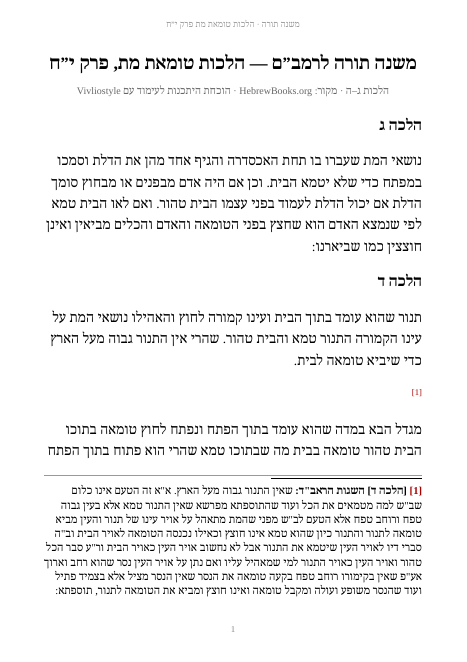 משנה תורה · הלכות טומאת מת פרק י״ח
משנה תורה לרמב״ם — הלכות טומאת מת, פרק י״ח
הלכות ג–ה · מקור: HebrewBooks.org · הוכחת היתכנות לעימוד עם Vivliostyle
הלכה ג
נושאי המת שעברו בו תחת האכסדרה והגיף אחד מהן את הדלת וסמכו
במפתח כדי שלא יטמא הבית. וכן אם היה אדם מבפנים או מבחוץ סומך
הדלת אם יכול הדלת לעמוד בפני עצמו הבית טהור. ואם לאו הבית טמא
לפי שנמצא האדם הוא שחצץ בפני הטומאה והאדם והכלים מביאין ואינן
חוצצין כמו שביארנו:
הלכה ד
תנור שהוא עומד בתוך הבית ועינו קמורה לחוץ והאהילו נושאי המת על
עינו הקמורה התנור טמא והבית טהור. שהרי אין התנור גבוה מעל הארץ
כדי שיביא טומאה לבית.
[1]
מגדל הבא במדה שהוא עומד בתוך הפתח ונפתח לחוץ טומאה בתוכו
הבית טהור טומאה בבית מה שבתוכו טמא שהרי הוא פתוח בתוך הפתח
[1] [הלכה ד] השגות הראב"ד: שאין התנור גבוה מעל הארץ. א"א זה הטעם אינו כלום
שב"ש למה מטמאים את הכל ועוד שהתוספתא מפרשא שאין התנור טמא אלא בעין גבוה
טפח ורוחב טפח אלא הטעם לב"ש מפני שהמת מתאהל על אויר עינו של תנור והעין מביא
טומאה לתנור והתנור כיון שהוא טמא אינו חוצץ וכאילו נכנסה הטומאה לאויר הבית וב"ה
סברי דיו לאויר העין שיטמא את התנור אבל לא נחשוב אויר העין כאויר הבית ור"ע סבר הכל
טהור ואויר העין כאויר התנור למי שמאהיל עליו ואם נתן על אויר העין נסר שהוא רחב וארוך
אע"פ שאין בקימורו רוחב טפח בקעה טומאה את הנסר שאין הנסר מציל אלא בצמיד פתיל
ועוד שהנסר משופע ועולה ומקבל טומאה ואינו חוצץ ומביא את הטומאה לתנור, תוספתא:
1